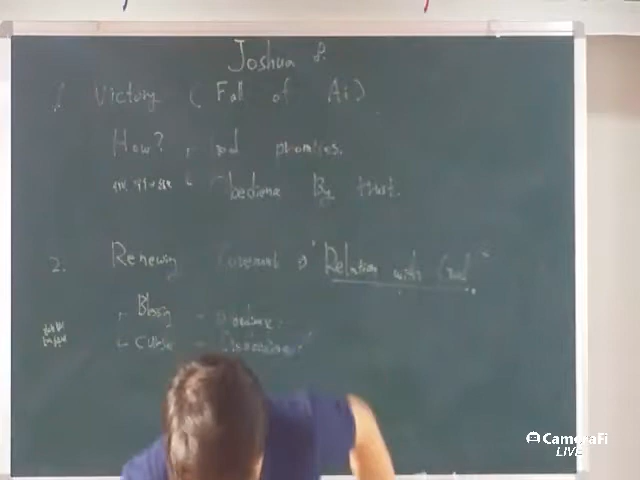 Joshua 8.
1 Victory ( Fall of Ai )
How? God promises.
Obedience By trust.
2. Renewing Covenant " Relation with God "
Blessing - Obedience.
- Curse - Disobedience.
CameraFi
LIVE